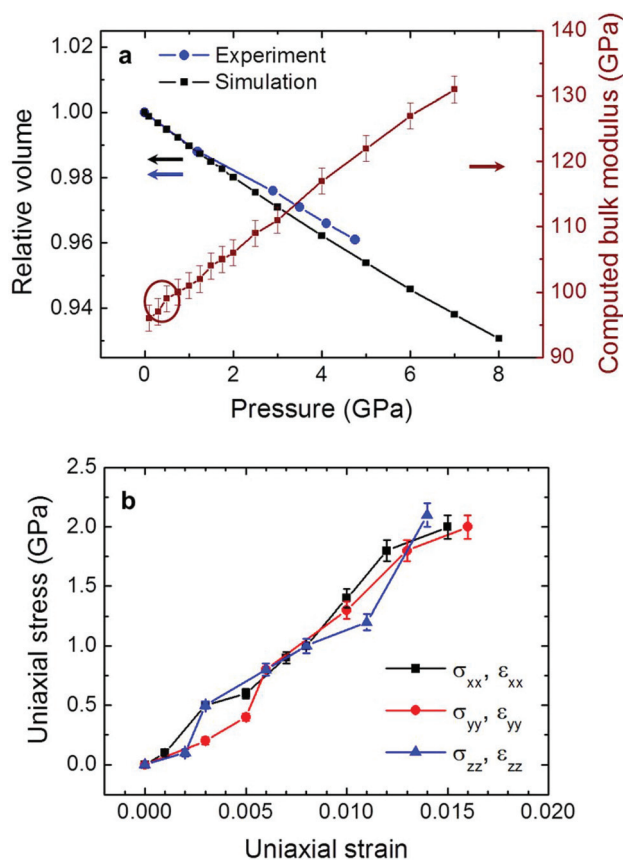 a
Experiment
Simulation
1.02
1.00
0.98
0.96
0.94
Relative volume
0 2 4 6 8
Pressure (GPa)
140
130
120
110
100
90
Computed bulk modulus (GPa)
b
2.5
2.0
1.5
1.0
0.5
0.0
Uniaxial stress (GPa)
σxx, εxx
σyy, εyy
σzz, εzz
0.000 0.005 0.010 0.015 0.020
Uniaxial strain